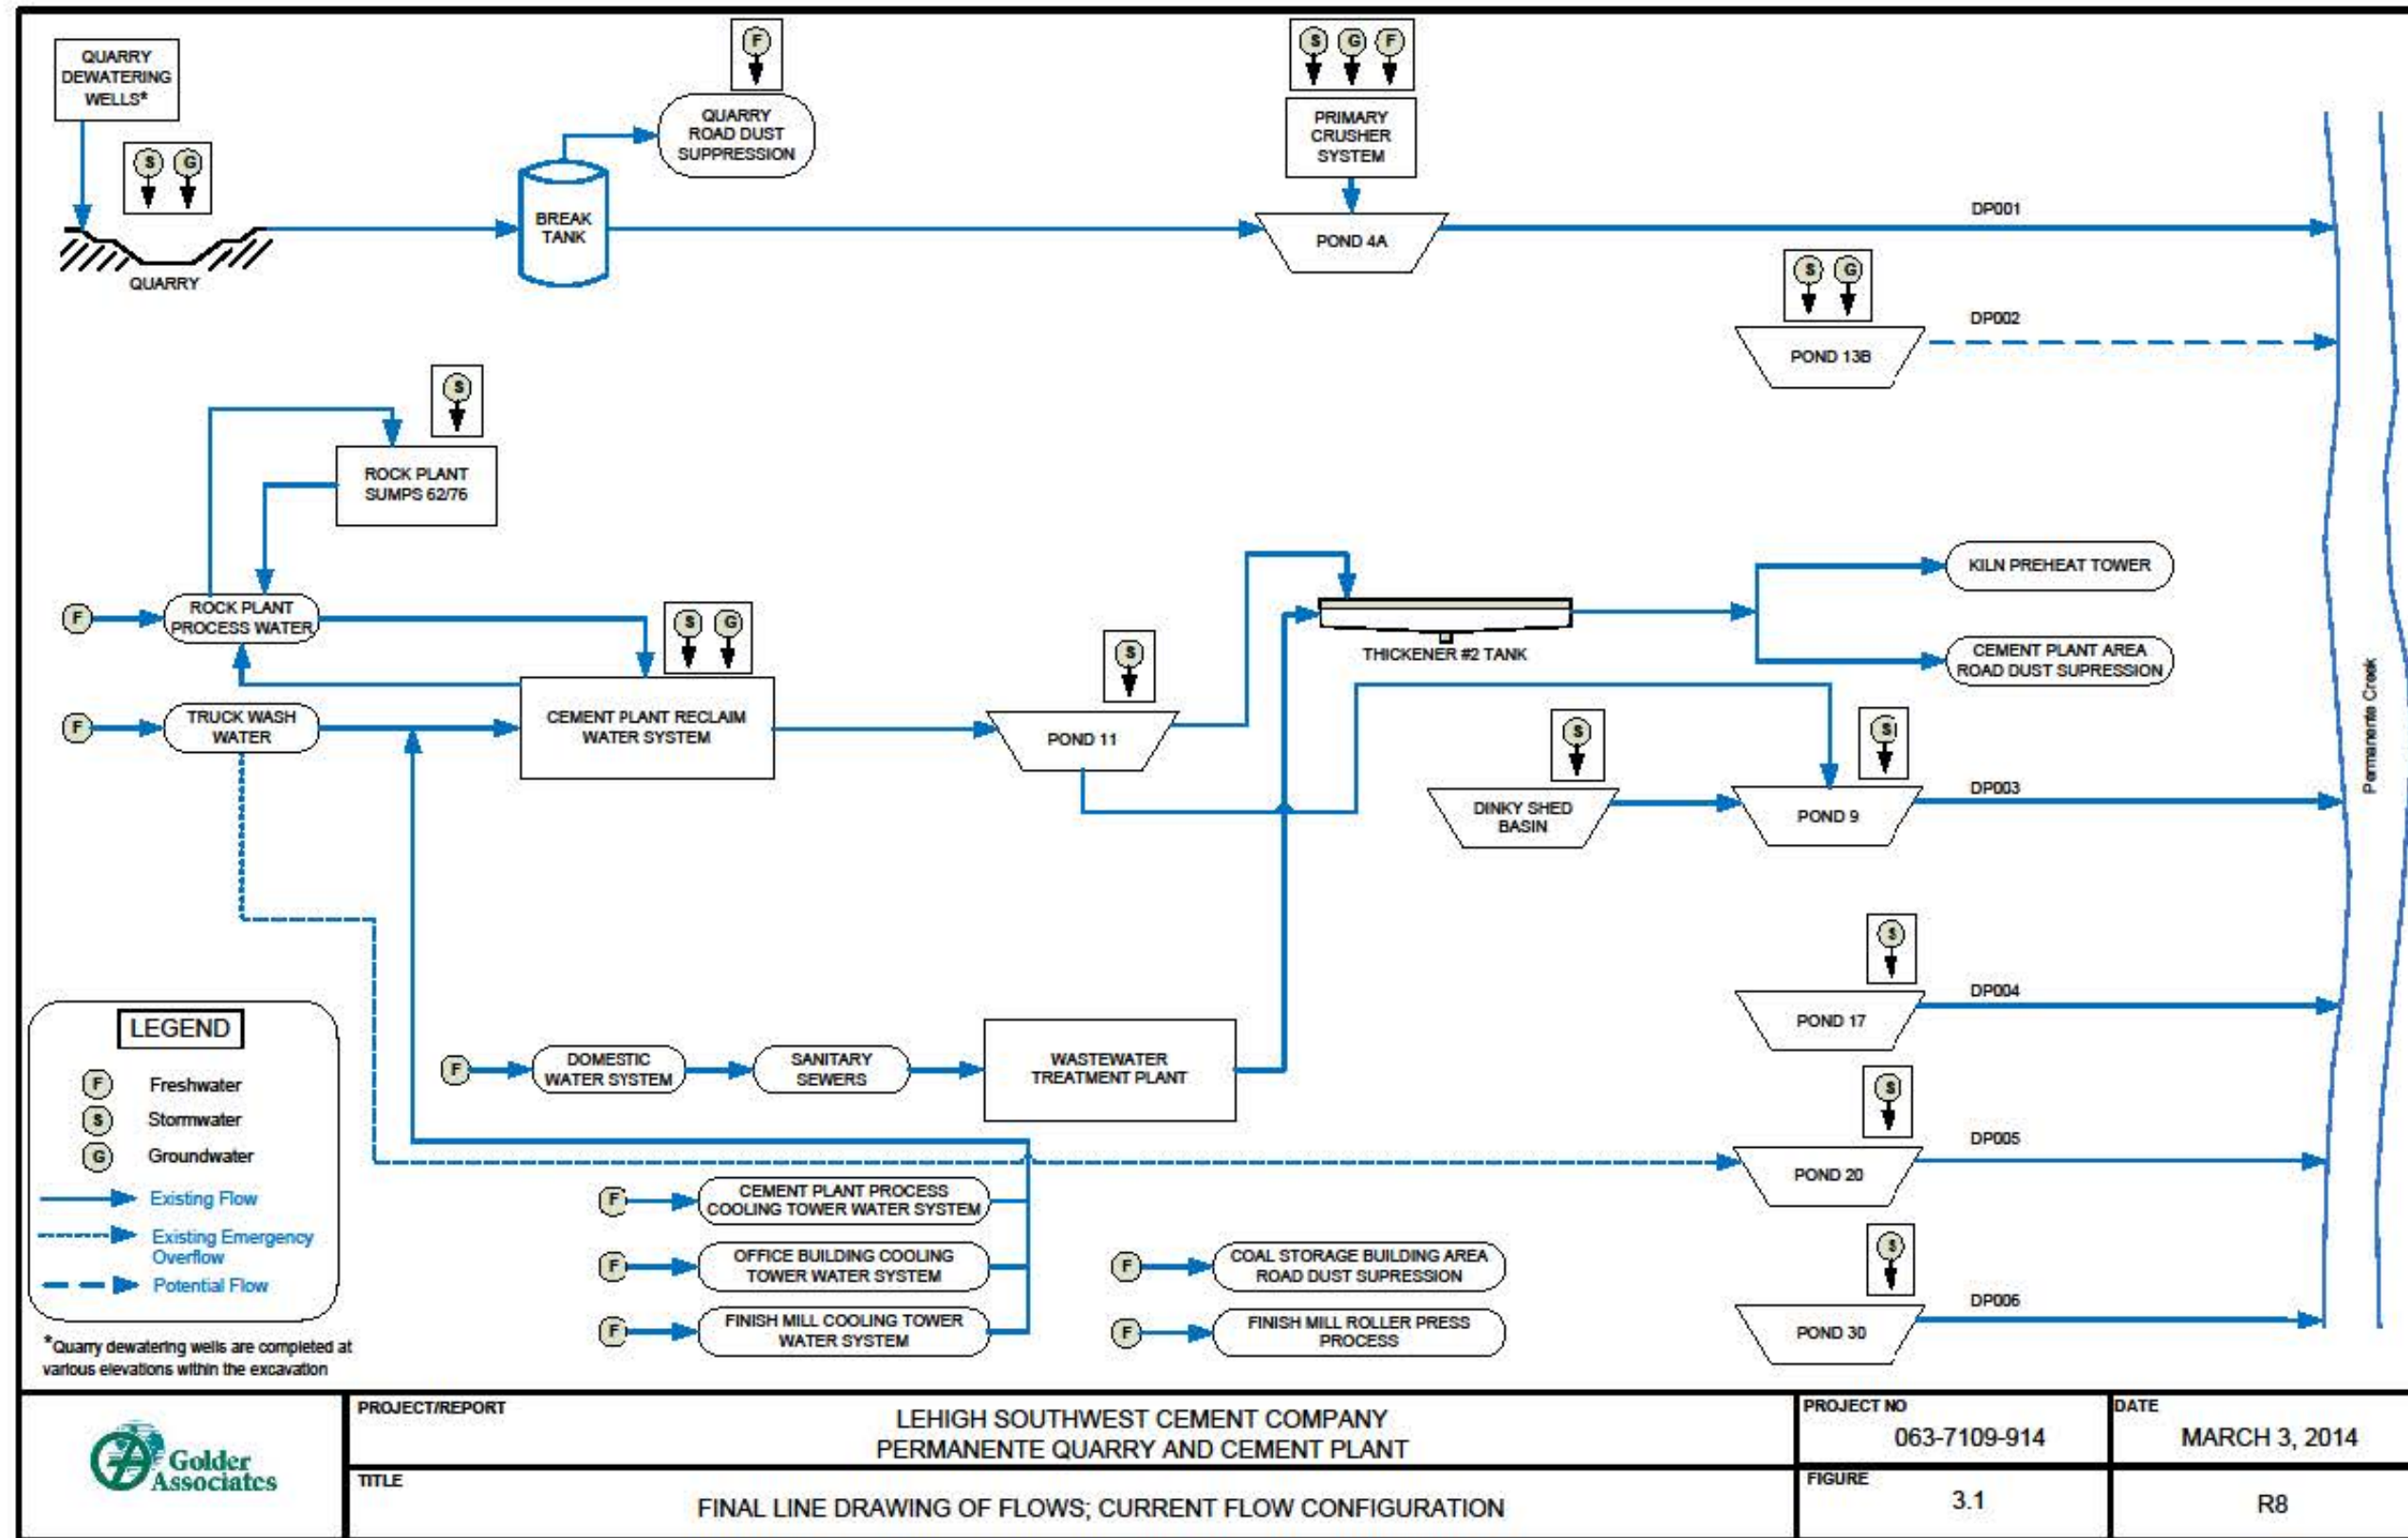 QUARRY
DEWATERING
WELLS*
S G
QUARRY
F
QUARRY
ROAD DUST
SUPPRESSION
BREAK
TANK
S G F
PRIMARY
CRUSHER
SYSTEM
POND 4A
DP001
S G
POND 13B
DP002
S
ROCK PLANT
SUMPS 62/76
F
ROCK PLANT
PROCESS WATER
F
TRUCK WASH
WATER
S G
CEMENT PLANT RECLAIM
WATER SYSTEM
S
POND 11
THICKENER #2 TANK
KILN PREHEAT TOWER
CEMENT PLANT AREA
ROAD DUST SUPRESSION
S
DINKY SHED
BASIN
S
POND 9
DP003
Permanente Creek
S
POND 17
DP004
F
DOMESTIC
WATER SYSTEM
SANITARY
SEWERS
WASTEWATER
TREATMENT PLANT
S
POND 20
DP005
F
CEMENT PLANT PROCESS
COOLING TOWER WATER SYSTEM
F
OFFICE BUILDING COOLING
TOWER WATER SYSTEM
F
FINISH MILL COOLING TOWER
WATER SYSTEM
F
COAL STORAGE BUILDING AREA
ROAD DUST SUPRESSION
F
FINISH MILL ROLLER PRESS
PROCESS
S
POND 30
DP006
LEGEND
F Freshwater
S Stormwater
G Groundwater
Existing Flow
Existing Emergency
Overflow
Potential Flow
*Quarry dewatering wells are completed at
various elevations within the excavation
Golder
Associates
PROJECT/REPORT
LEHIGH SOUTHWEST CEMENT COMPANY
PERMANENTE QUARRY AND CEMENT PLANT
TITLE
FINAL LINE DRAWING OF FLOWS; CURRENT FLOW CONFIGURATION
PROJECT NO
063-7109-914
DATE
MARCH 3, 2014
FIGURE
3.1
R8